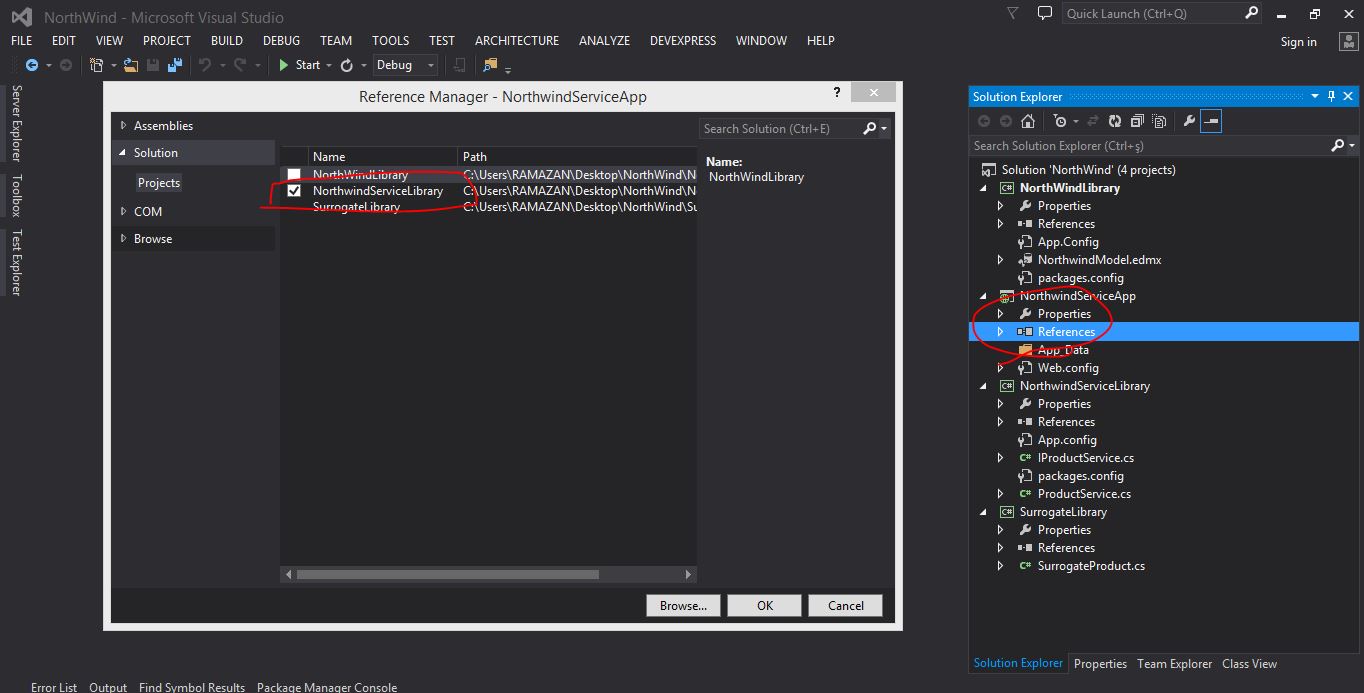 NorthWind - Microsoft Visual Studio
Quick Launch (Ctrl+Q)
FILE EDIT VIEW PROJECT BUILD DEBUG TEAM TOOLS TEST ARCHITECTURE ANALYZE DEVEXPRESS WINDOW HELP
Sign in
Start Debug
Server Explorer
Toolbox
Test Explorer
Reference Manager - NorthwindServiceApp
?
Assemblies
Solution
Projects
COM
Browse
Search Solution (Ctrl+E)
Name Path
NorthWindLibrary C:\Users\RAMAZAN\Desktop\NorthWind\No
NorthwindServiceLibrary C:\Users\RAMAZAN\Desktop\NorthWind\No
SurrogateLibrary C:\Users\RAMAZAN\Desktop\NorthWind\Su
Name:
NorthWindLibrary
Browse... OK Cancel
Solution Explorer
Search Solution Explorer (Ctrl+ş)
Solution 'NorthWind' (4 projects)
C# NorthWindLibrary
Properties
References
App.Config
NorthwindModel.edmx
packages.config
NorthwindServiceApp
Properties
References
App_Data
Web.config
C# NorthwindServiceLibrary
Properties
References
App.config
C# IProductService.cs
packages.config
C# ProductService.cs
C# SurrogateLibrary
Properties
References
C# SurrogateProduct.cs
Solution Explorer Properties Team Explorer Class View
Error List Output Find Symbol Results Package Manager Console